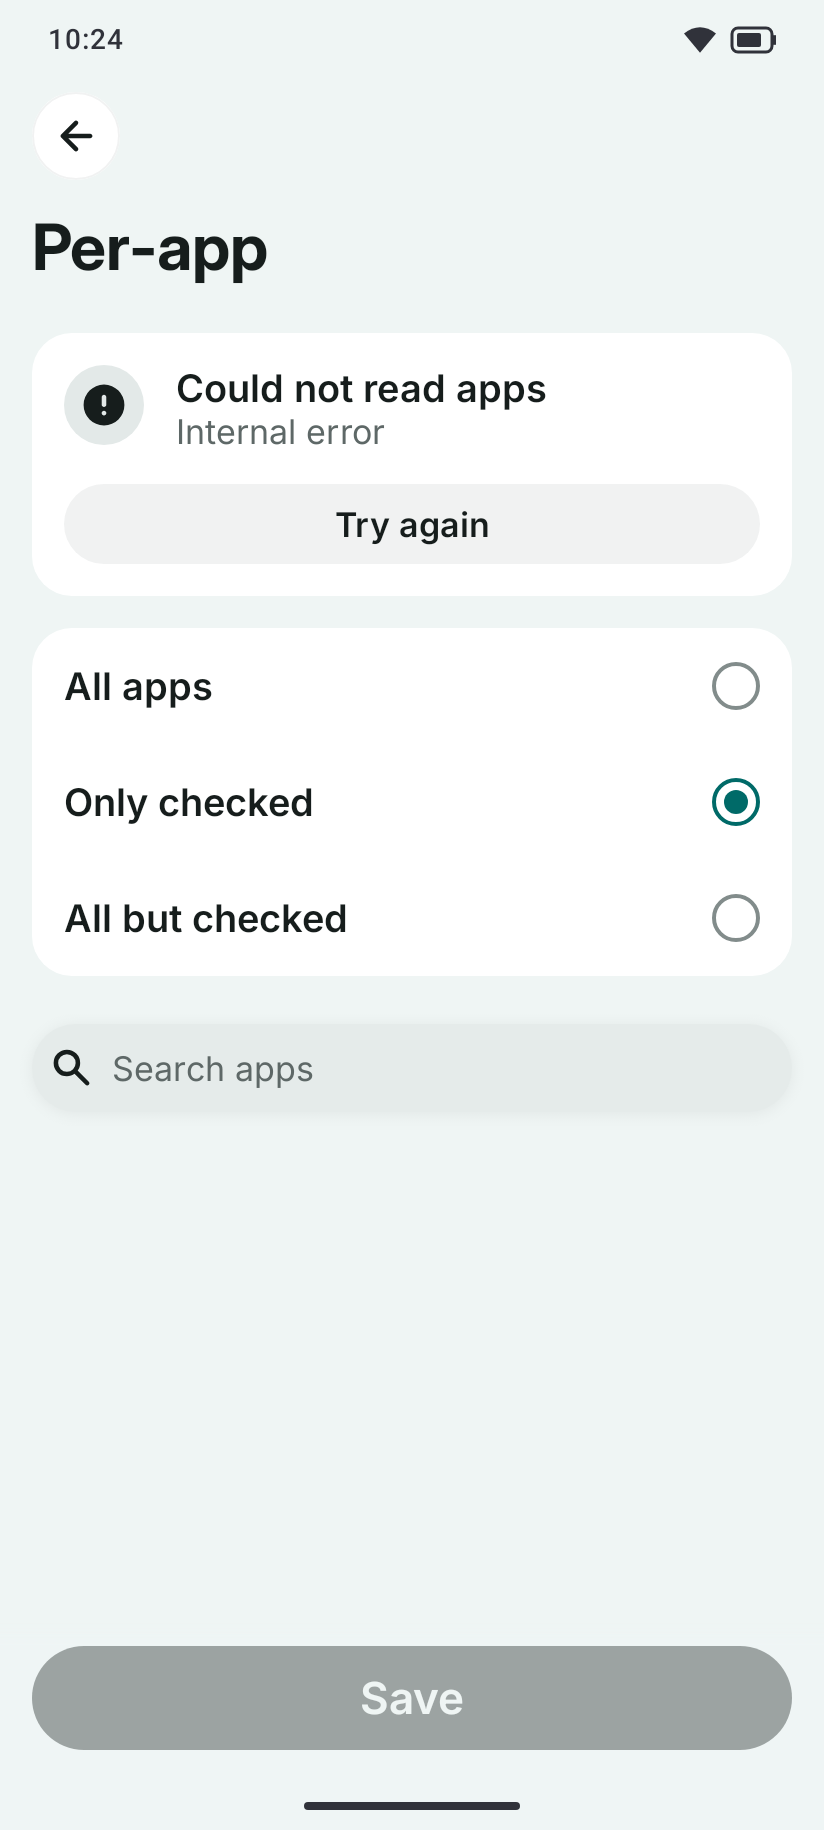 10:24
Per-app
Could not read apps
Internal error
Try again
All apps
Only checked
All but checked
Search apps
Save